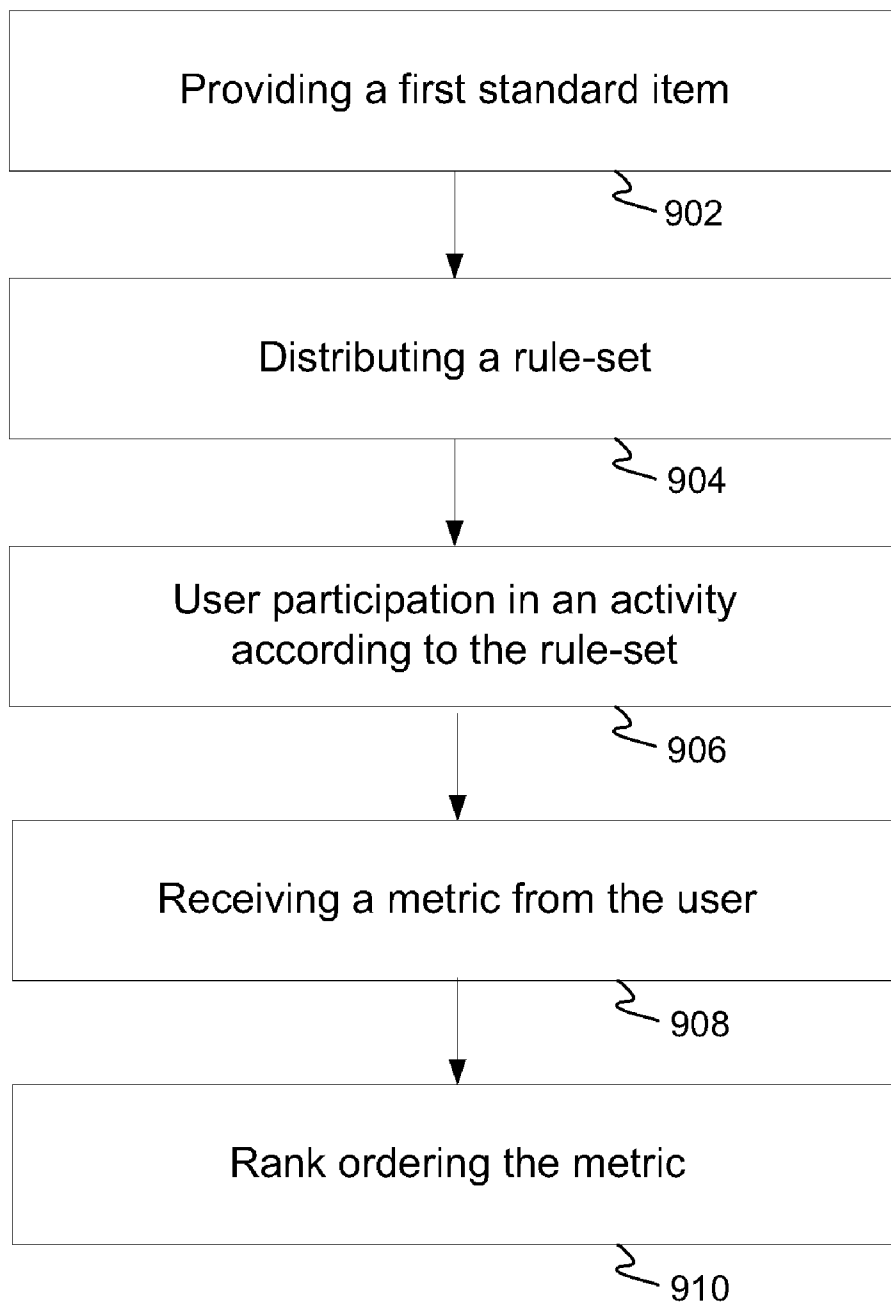 Providing a first standard item
902
Distributing a rule-set
904
User participation in an activity
according to the rule-set
906
Receiving a metric from the user
908
Rank ordering the metric
910